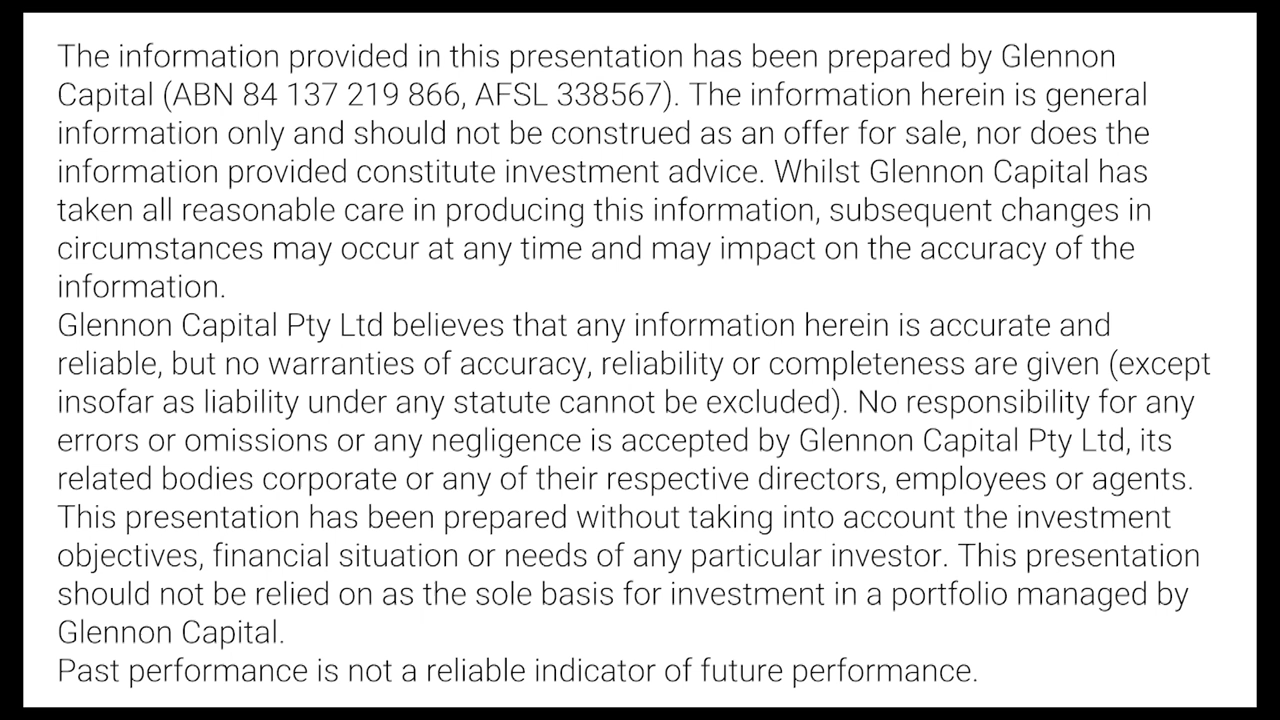 The information provided in this presentation has been prepared by Glennon
Capital (ABN 84 137 219 866, AFSL 338567). The information herein is general
information only and should not be construed as an offer for sale, nor does the
information provided constitute investment advice. Whilst Glennon Capital has
taken all reasonable care in producing this information, subsequent changes in
circumstances may occur at any time and may impact on the accuracy of the
information.
Glennon Capital Pty Ltd believes that any information herein is accurate and
reliable, but no warranties of accuracy, reliability or completeness are given (except
insofar as liability under any statute cannot be excluded). No responsibility for any
errors or omissions or any negligence is accepted by Glennon Capital Pty Ltd, its
related bodies corporate or any of their respective directors, employees or agents.
This presentation has been prepared without taking into account the investment
objectives, financial situation or needs of any particular investor. This presentation
should not be relied on as the sole basis for investment in a portfolio managed by
Glennon Capital.
Past performance is not a reliable indicator of future performance.